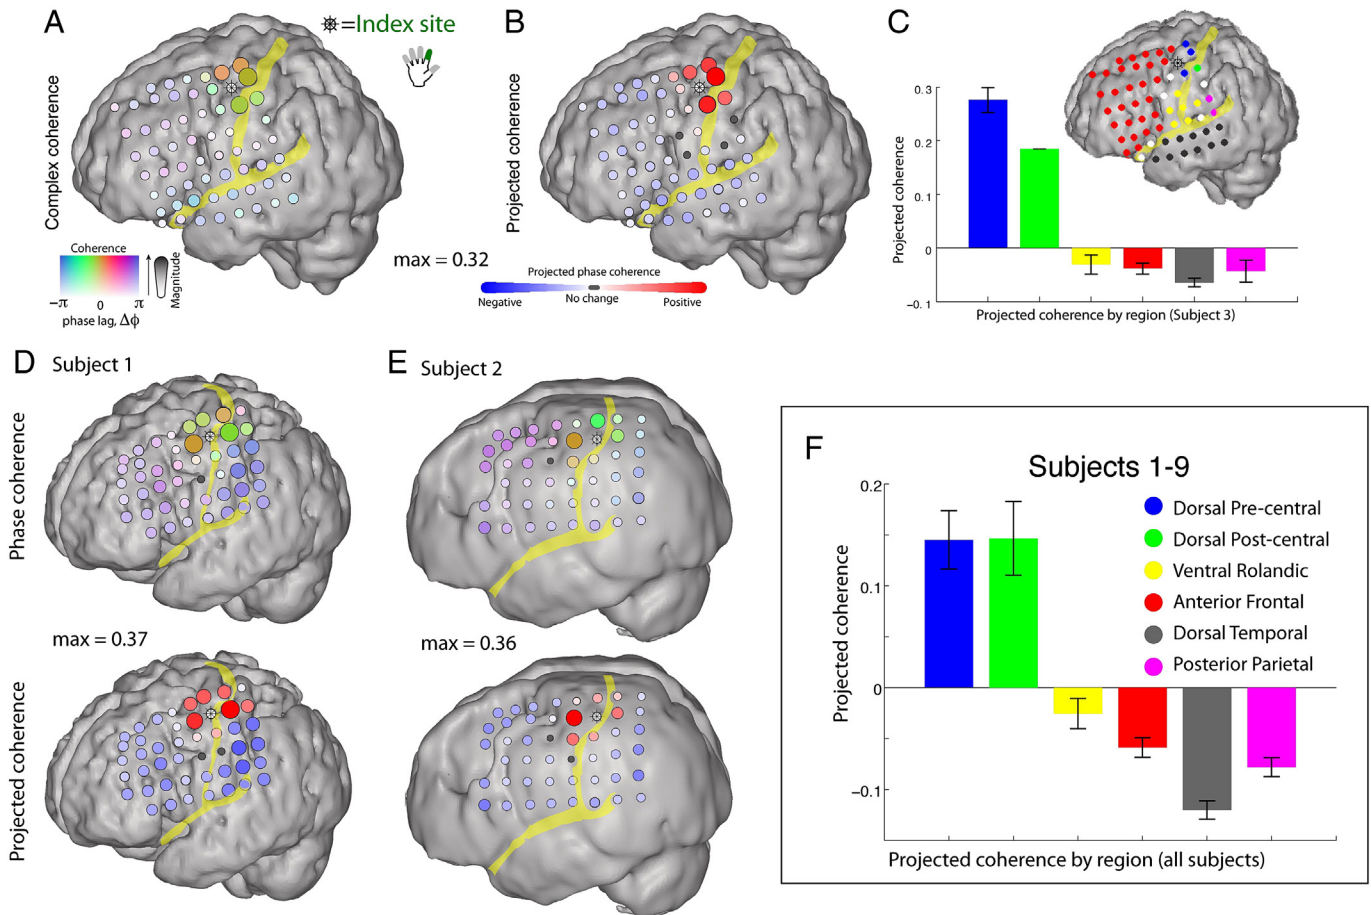 A
=Index site
B
C
Complex coherence
Projected coherence
Projected coherence
0.3
0.2
0.1
0
−0. 1
Projected coherence by region (Subject 3)
Coherence
−π 0 π
phase lag, Δϕ
Magnitude
max = 0.32
Projected phase coherence
Negative No change Positive
D Subject 1
E Subject 2
Phase coherence
max = 0.37
max = 0.36
Projected coherence
F
Subjects 1-9
Projected coherence
0.2
0.1
0
−0.1
Dorsal Pre-central
Dorsal Post-central
Ventral Rolandic
Anterior Frontal
Dorsal Temporal
Posterior Parietal
Projected coherence by region (all subjects)